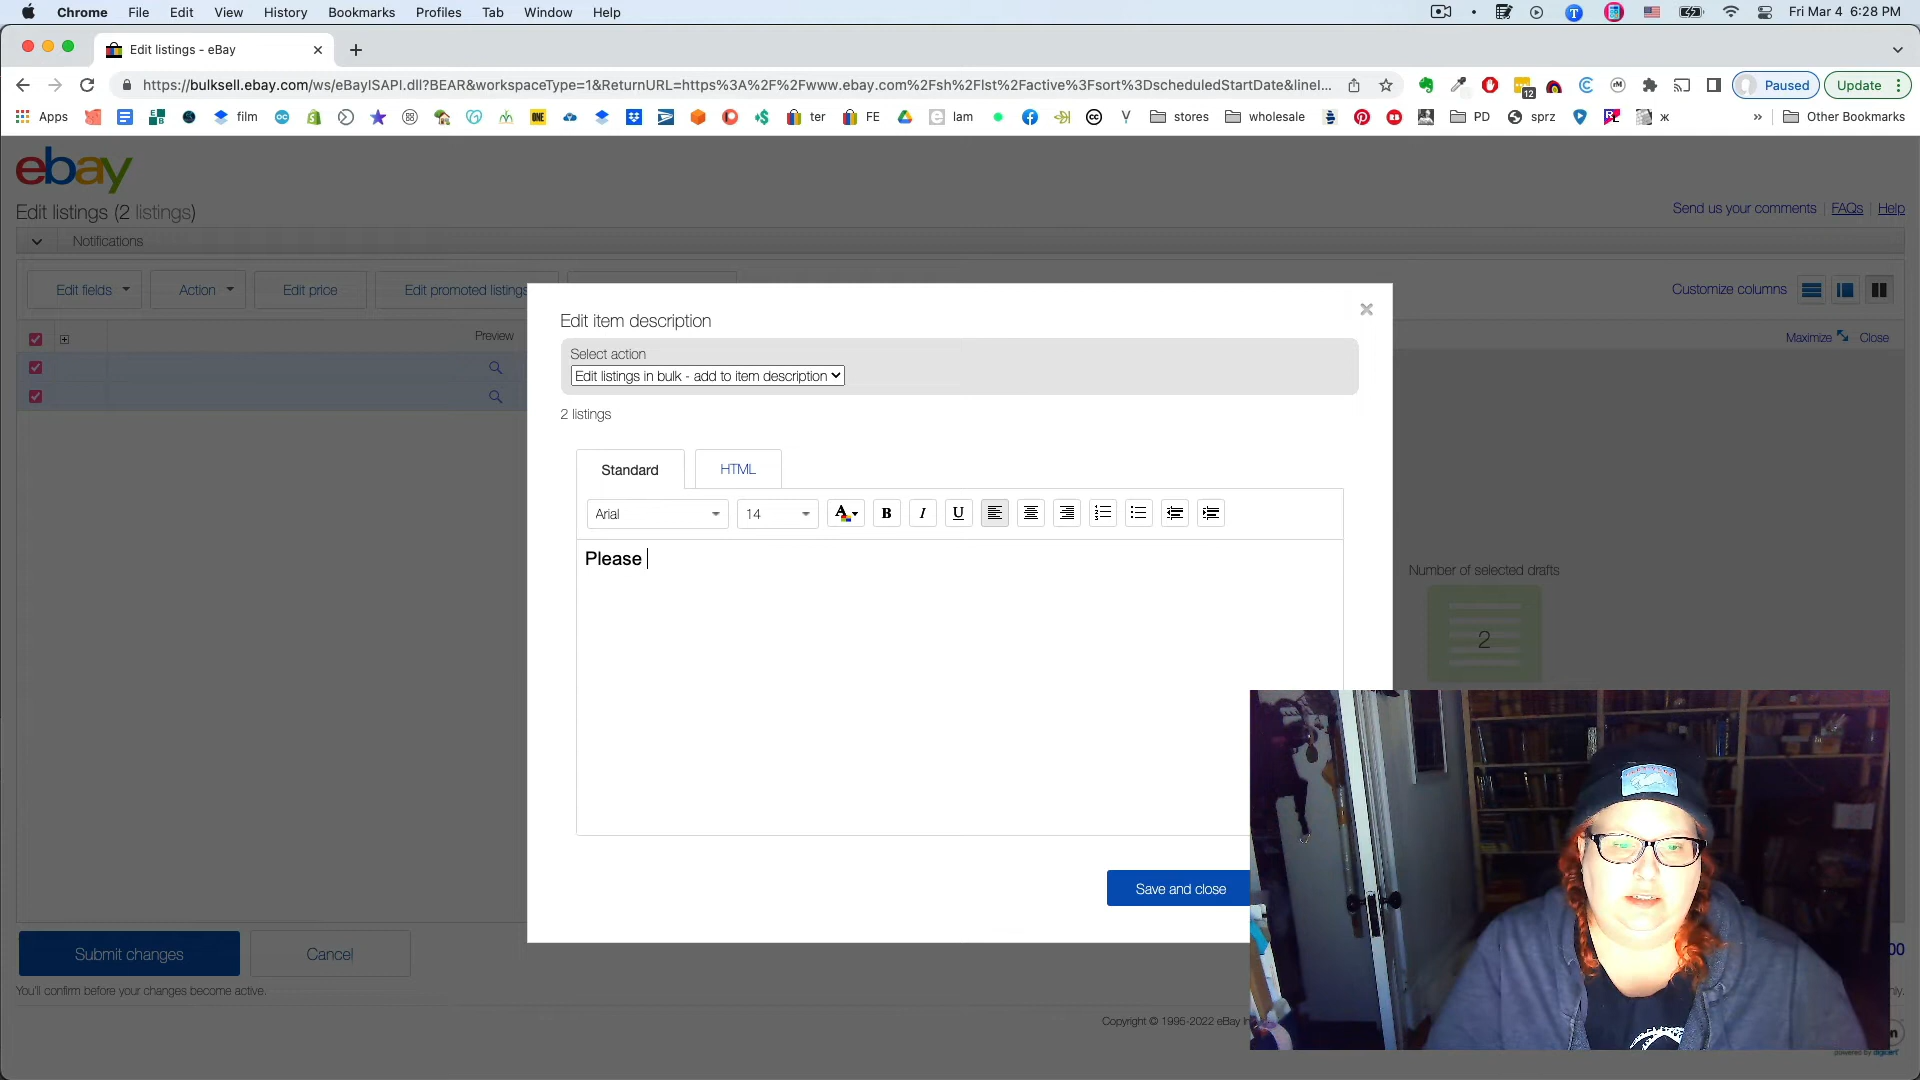 Chrome File Edit View History Bookmarks Profiles Tab Window Help
Fri Mar 4 6:28 PM
Edit listings - eBay
https://bulksell.ebay.com/ws/eBayISAPI.dll?BEAR&workspaceType=1&ReturnURL=https%3A%2F%2Fwww.ebay.com%2Fsh%2Flst%2Factive%3Fsort%3DscheduledStartDate&lineI...
12
Paused
Update
Apps film ONE ter FE lam stores wholesale PD sprz ж » Other Bookmarks
ebay
Edit listings (2 listings)
Send us your comments | FAQs | Help
Notifications
Edit fields Action Edit price Edit promoted listings
Customize columns
Preview
Maximize Close
Edit item description
Select action
Edit listings in bulk - add to item description
2 listings
Standard HTML
Arial 14 A B I U
Please
Number of selected drafts
2
Save and close
Submit changes Cancel
You'll confirm before your changes become active.
Copyright © 1995-2022 eBay
powered by digicert